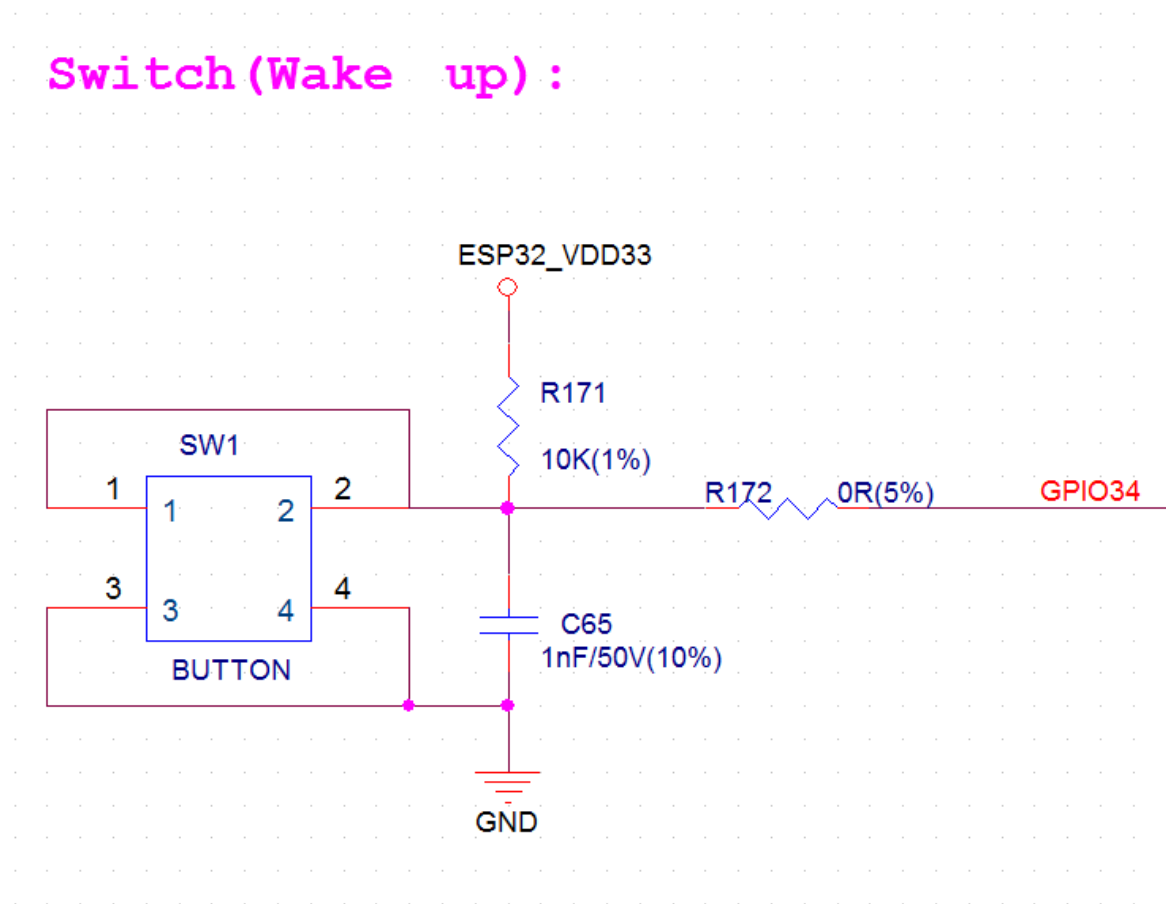 Switch(Wake up):
ESP32_VDD33
R171
10K(1%)
SW1
1 2
1 2
R172 0R(5%) GPIO34
3 4
3 4
BUTTON
C65
1nF/50V(10%)
GND